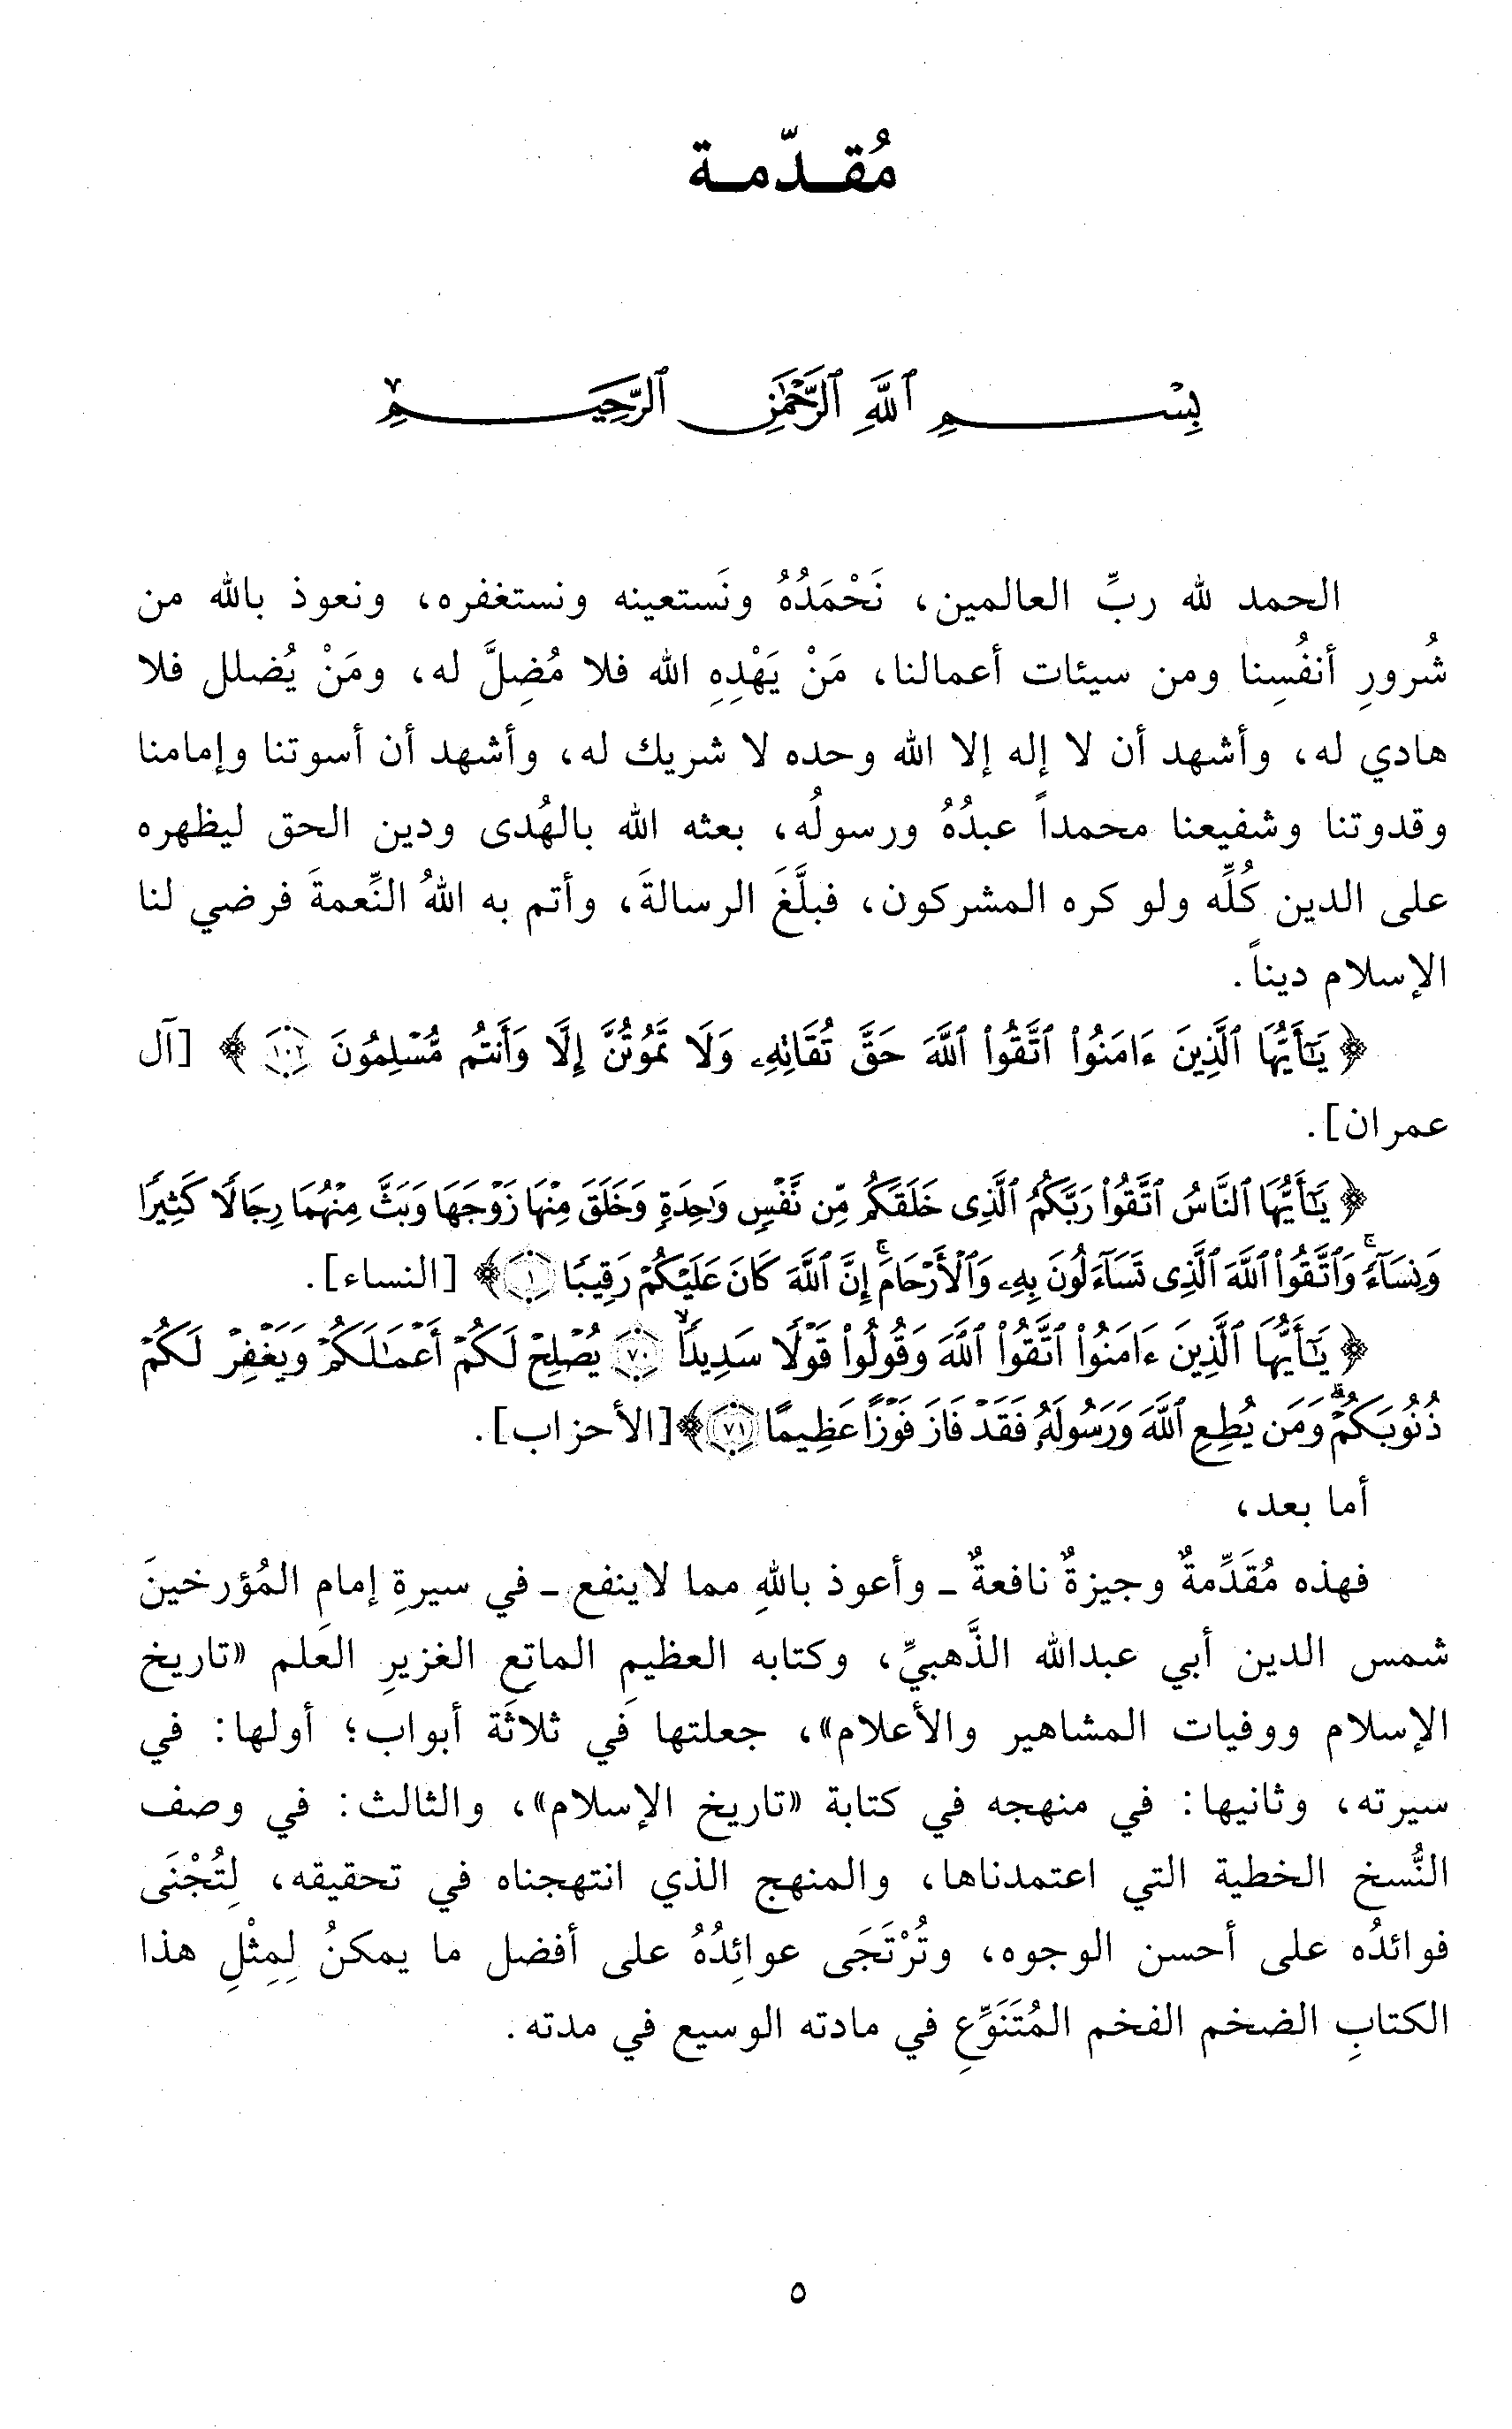 مُقـدّمـة
بِسْمِ ٱللَّهِ ٱلرَّحْمَٰنِ ٱلرَّحِيمِ
الحمد لله ربِّ العالمين، نَحْمَدُهُ ونَستعينه ونستغفره، ونعوذ بالله من
شُرورِ أنفُسِنا ومن سيئات أعمالنا، مَنْ يَهْدِهِ الله فلا مُضِلَّ له، ومَنْ يُضلل فلا
هادي له، وأشهد أن لا إله إلا الله وحده لا شريك له، وأشهد أن أسوتنا وإمامنا
وقدوتنا وشفيعنا محمداً عبدُهُ ورسولُه، بعثه الله بالهُدى ودين الحق ليظهره
على الدين كُلِّه ولو كره المشركون، فبلَّغَ الرسالةَ، وأتم به اللهُ النِّعمةَ فرضي لنا
الإسلام ديناً.
﴿يَٰٓأَيُّهَا ٱلَّذِينَ ءَامَنُوا۟ ٱتَّقُوا۟ ٱللَّهَ حَقَّ تُقَاتِهِۦ وَلَا تَمُوتُنَّ إِلَّا وَأَنتُم مُّسْلِمُونَ ١٠٢﴾ [آل
عمران].
﴿يَٰٓأَيُّهَا ٱلنَّاسُ ٱتَّقُوا۟ رَبَّكُمُ ٱلَّذِى خَلَقَكُم مِّن نَّفْسٍ وَٰحِدَةٍ وَخَلَقَ مِنْهَا زَوْجَهَا وَبَثَّ مِنْهُمَا رِجَالًا كَثِيرًا
وَنِسَآءً ۚ وَٱتَّقُوا۟ ٱللَّهَ ٱلَّذِى تَسَآءَلُونَ بِهِۦ وَٱلْأَرْحَامَ ۚ إِنَّ ٱللَّهَ كَانَ عَلَيْكُمْ رَقِيبًا ١﴾ [النساء].
﴿يَٰٓأَيُّهَا ٱلَّذِينَ ءَامَنُوا۟ ٱتَّقُوا۟ ٱللَّهَ وَقُولُوا۟ قَوْلًا سَدِيدًا ۙ ٧٠ يُصْلِحْ لَكُمْ أَعْمَٰلَكُمْ وَيَغْفِرْ لَكُمْ
ذُنُوبَكُمْ ۗ وَمَن يُطِعِ ٱللَّهَ وَرَسُولَهُۥ فَقَدْ فَازَ فَوْزًا عَظِيمًا ٧١﴾ [الأحزاب].
أما بعد،
فهذه مُقَدِّمةٌ وجيزةٌ نافعةٌ ـ وأعوذ باللهِ مما لاينفع ـ في سيرةِ إمامِ المُؤرخينَ
شمس الدين أبي عبدالله الذَّهبيِّ، وكتابه العظيمِ الماتِعِ الغزيرِ العَلم «تاريخ
الإسلام ووفيات المشاهير والأعلام»، جعلتها في ثلاثَة أبواب؛ أولها: في
سيرته، وثانيها: في منهجه في كتابة «تاريخ الإسلام»، والثالث: في وصف
النُّسخ الخطية التي اعتمدناها، والمنهج الذي انتهجناه في تحقيقه، لِتُجْنَى
فوائدُه على أحسن الوجوه، وتُرْتَجَى عوائِدُهُ على أفضل ما يمكنُ لِمِثْلِ هذا
الكتابِ الضخم الفخم المُتَنَوِّعِ في مادته الوسيع في مدته.
٥